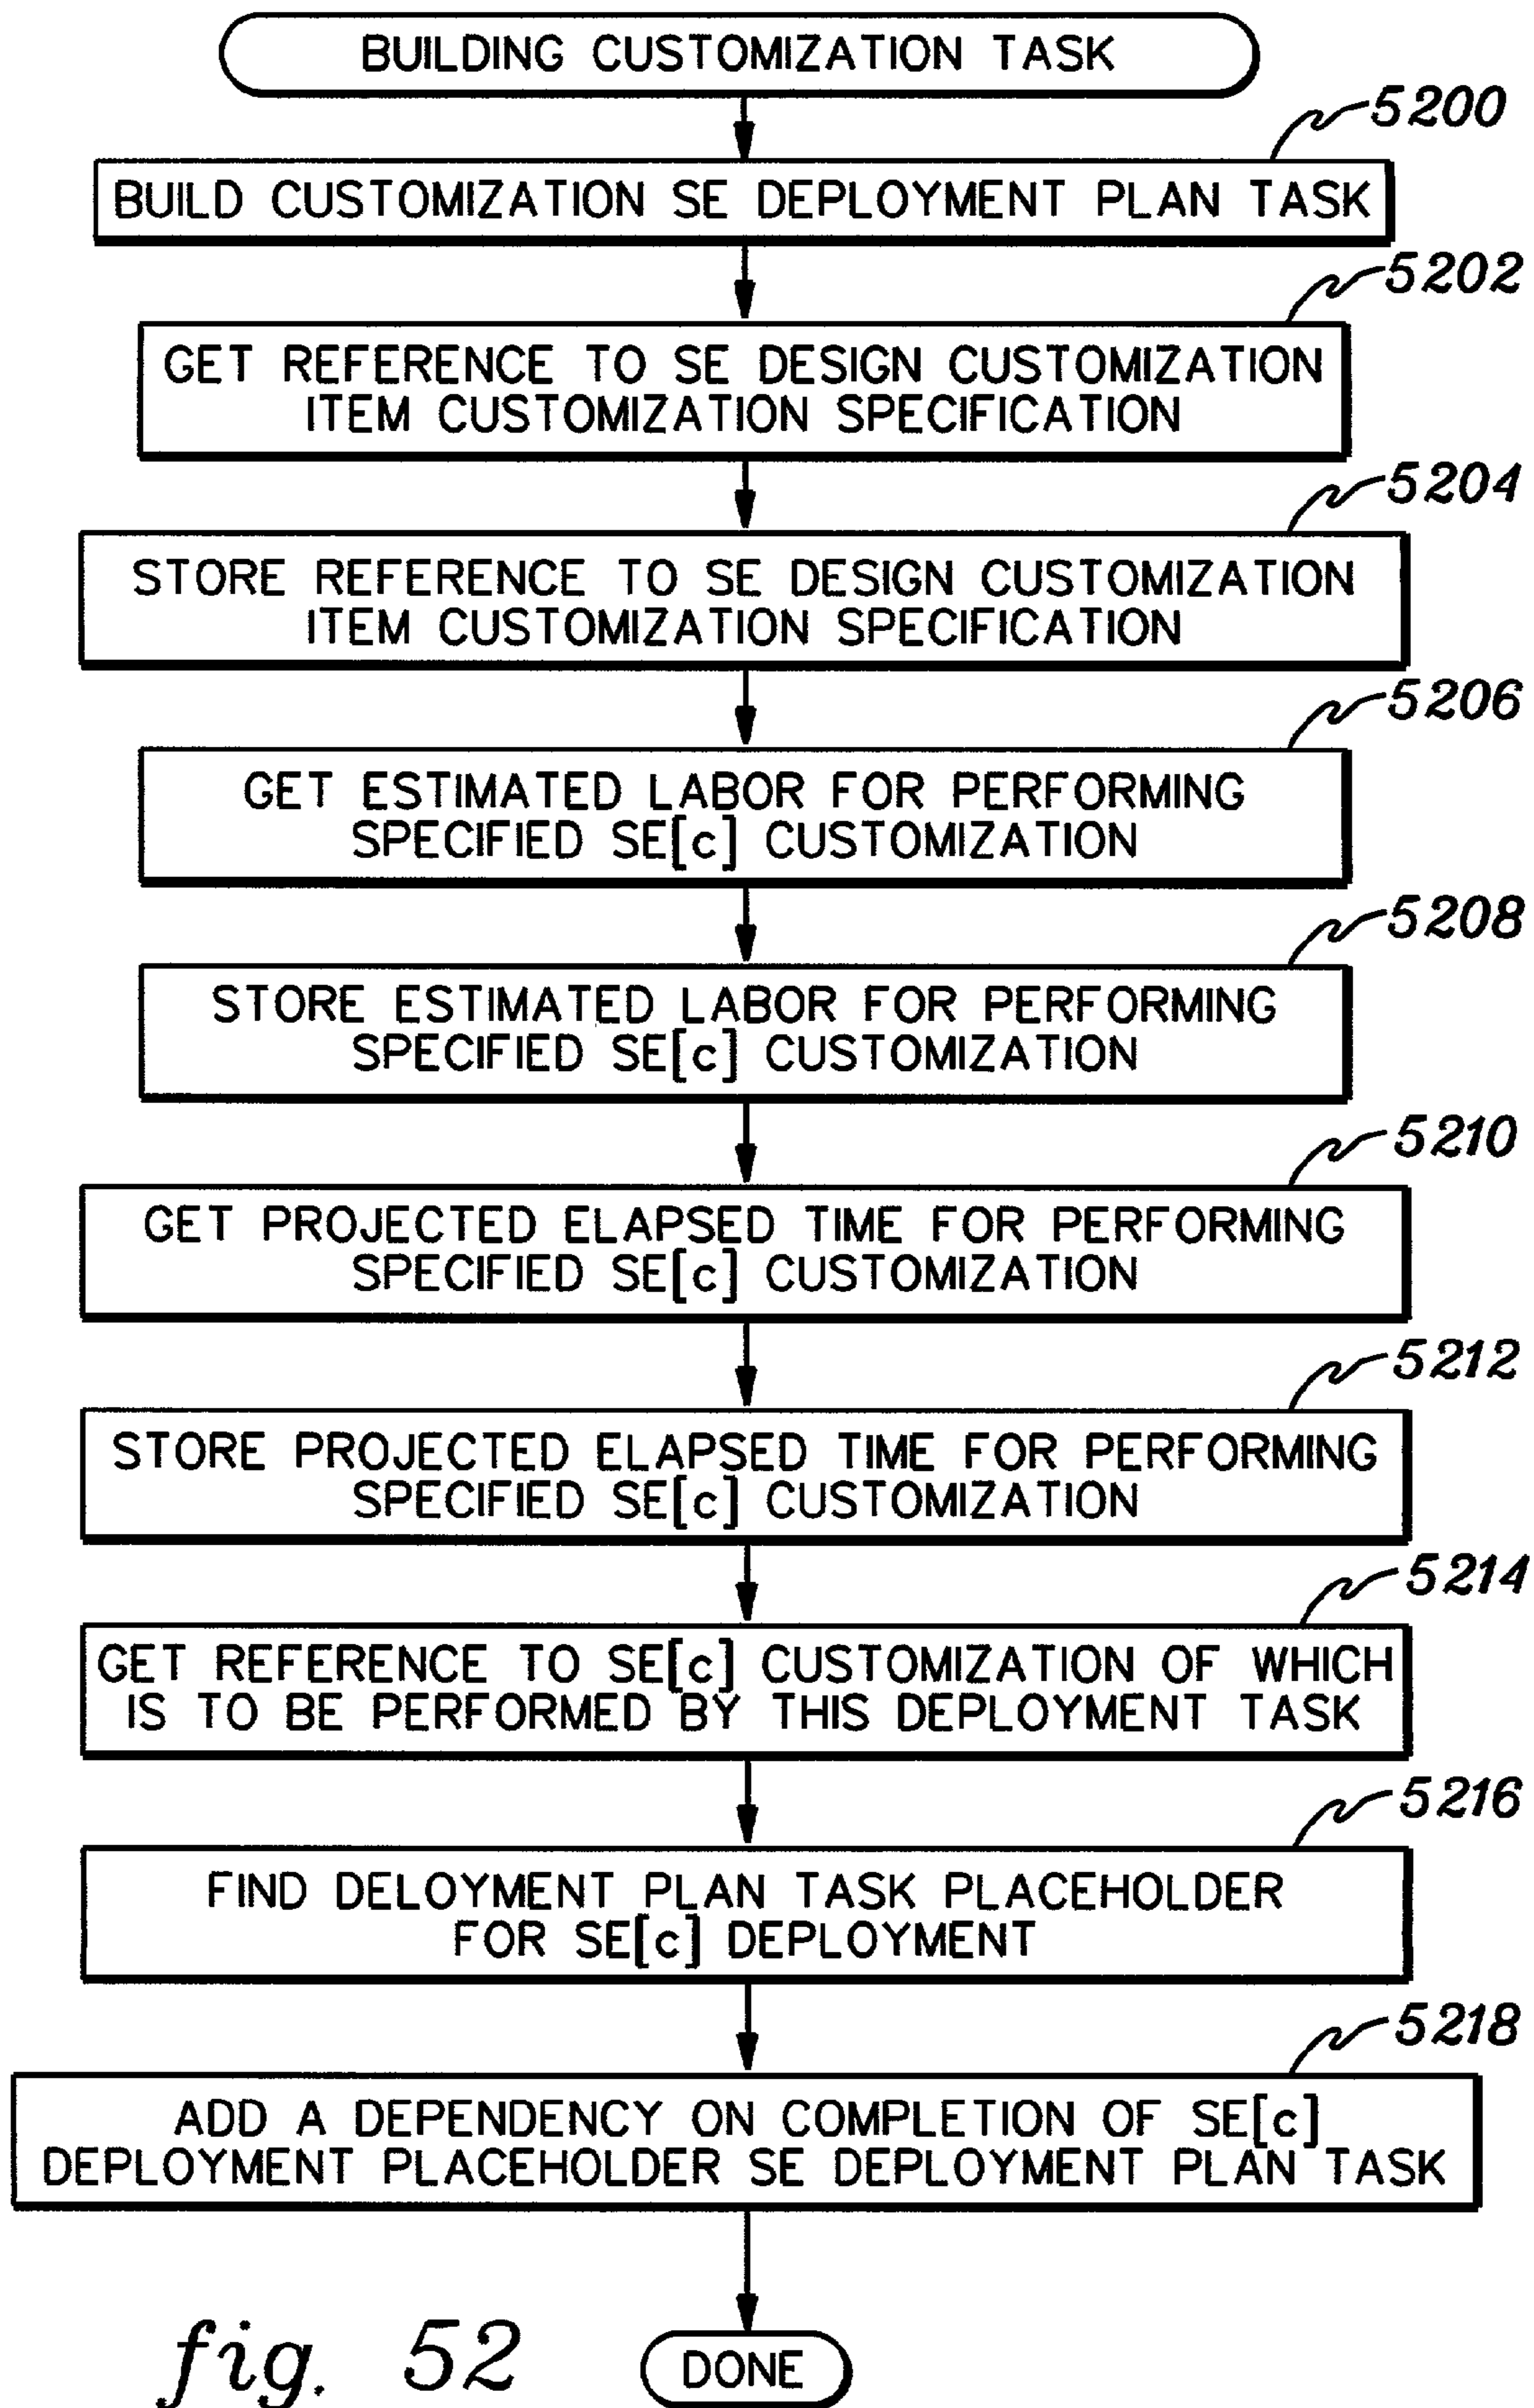 BUILDING CUSTOMIZATION TASK
5200
BUILD CUSTOMIZATION SE DEPLOYMENT PLAN TASK
5202
GET REFERENCE TO SE DESIGN CUSTOMIZATION
ITEM CUSTOMIZATION SPECIFICATION
5204
STORE REFERENCE TO SE DESIGN CUSTOMIZATION
ITEM CUSTOMIZATION SPECIFICATION
5206
GET ESTIMATED LABOR FOR PERFORMING
SPECIFIED SE[c] CUSTOMIZATION
5208
STORE ESTIMATED LABOR FOR PERFORMING
SPECIFIED SE[c] CUSTOMIZATION
5210
GET PROJECTED ELAPSED TIME FOR PERFORMING
SPECIFIED SE[c] CUSTOMIZATION
5212
STORE PROJECTED ELAPSED TIME FOR PERFORMING
SPECIFIED SE[c] CUSTOMIZATION
5214
GET REFERENCE TO SE[c] CUSTOMIZATION OF WHICH
IS TO BE PERFORMED BY THIS DEPLOYMENT TASK
5216
FIND DELOYMENT PLAN TASK PLACEHOLDER
FOR SE[c] DEPLOYMENT
5218
ADD A DEPENDENCY ON COMPLETION OF SE[c]
DEPLOYMENT PLACEHOLDER SE DEPLOYMENT PLAN TASK
DONE
fig. 52